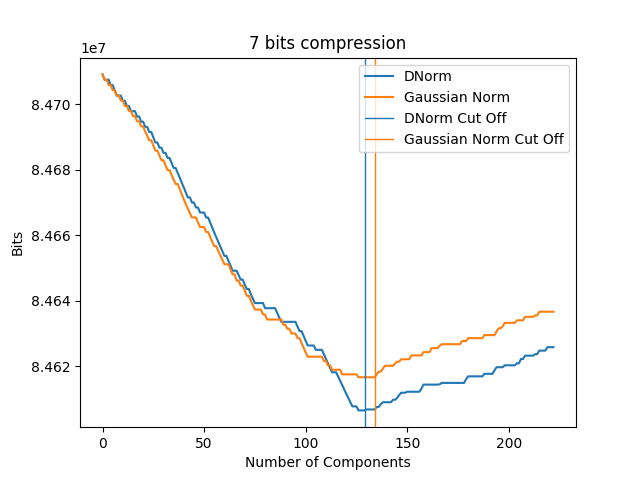 7 bits compression
1e7
8.470
8.468
8.466
8.464
8.462
Bits
DNorm
Gaussian Norm
DNorm Cut Off
Gaussian Norm Cut Off
0 50 100 150 200
Number of Components